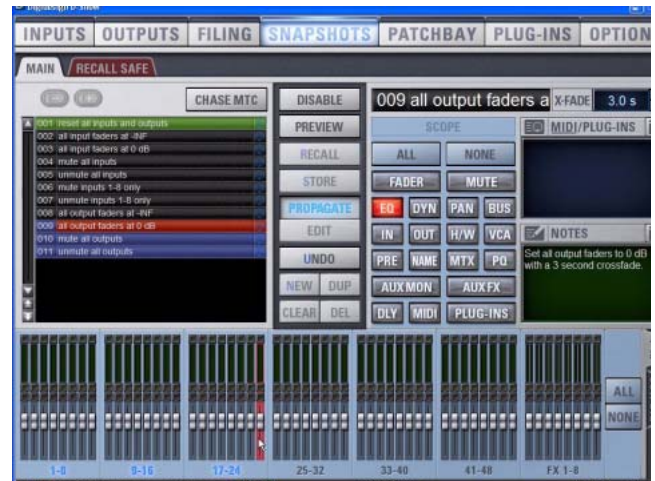 Digidesign D-Show
INPUTS OUTPUTS FILING SNAPSHOTS PATCHBAY PLUG-INS OPTION
MAIN RECALL SAFE
CHASE MTC
001 reset all inputs and outputs
002 all input faders at -INF
003 all input faders at 0 dB
004 mute all inputs
005 unmute all inputs
006 mute inputs 1-8 only
007 unmute inputs 1-8 only
008 all output faders at -INF
009 all output faders at 0 dB
010 mute all outputs
011 unmute all outputs
DISABLE
PREVIEW
RECALL
STORE
PROPAGATE
EDIT
UNDO
NEW DUP
CLEAR DEL
009 all output faders a X-FADE 3.0 s
SCOPE
ALL NONE
FADER MUTE
EQ DYN PAN BUS
IN OUT H/W VCA
PRE NAME MTX PQ
AUX MON AUX FX
DLY MIDI PLUG-INS
MIDI/PLUG-INS
NOTES
Set all output faders to 0 dB
with a 3 second crossfade.
ALL
NONE
1-8 9-16 17-24 25-32 33-40 41-48 FX 1-8